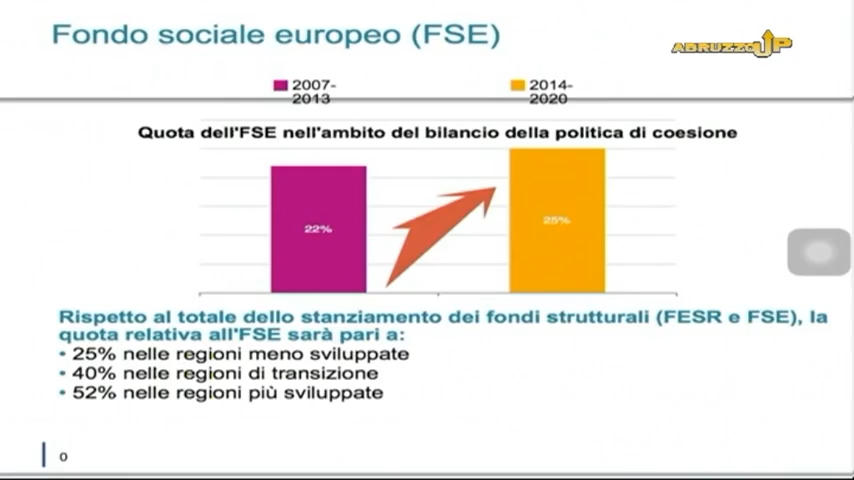 Fondo sociale europeo (FSE)
ABRUZZOUP
2007-
2013
2014-
2020
Quota dell'FSE nell'ambito del bilancio della politica di coesione
22%
25%
Rispetto al totale dello stanziamento dei fondi strutturali (FESR e FSE), la
quota relativa all'FSE sarà pari a:
• 25% nelle regioni meno sviluppate
• 40% nelle regioni di transizione
• 52% nelle regioni più sviluppate
0